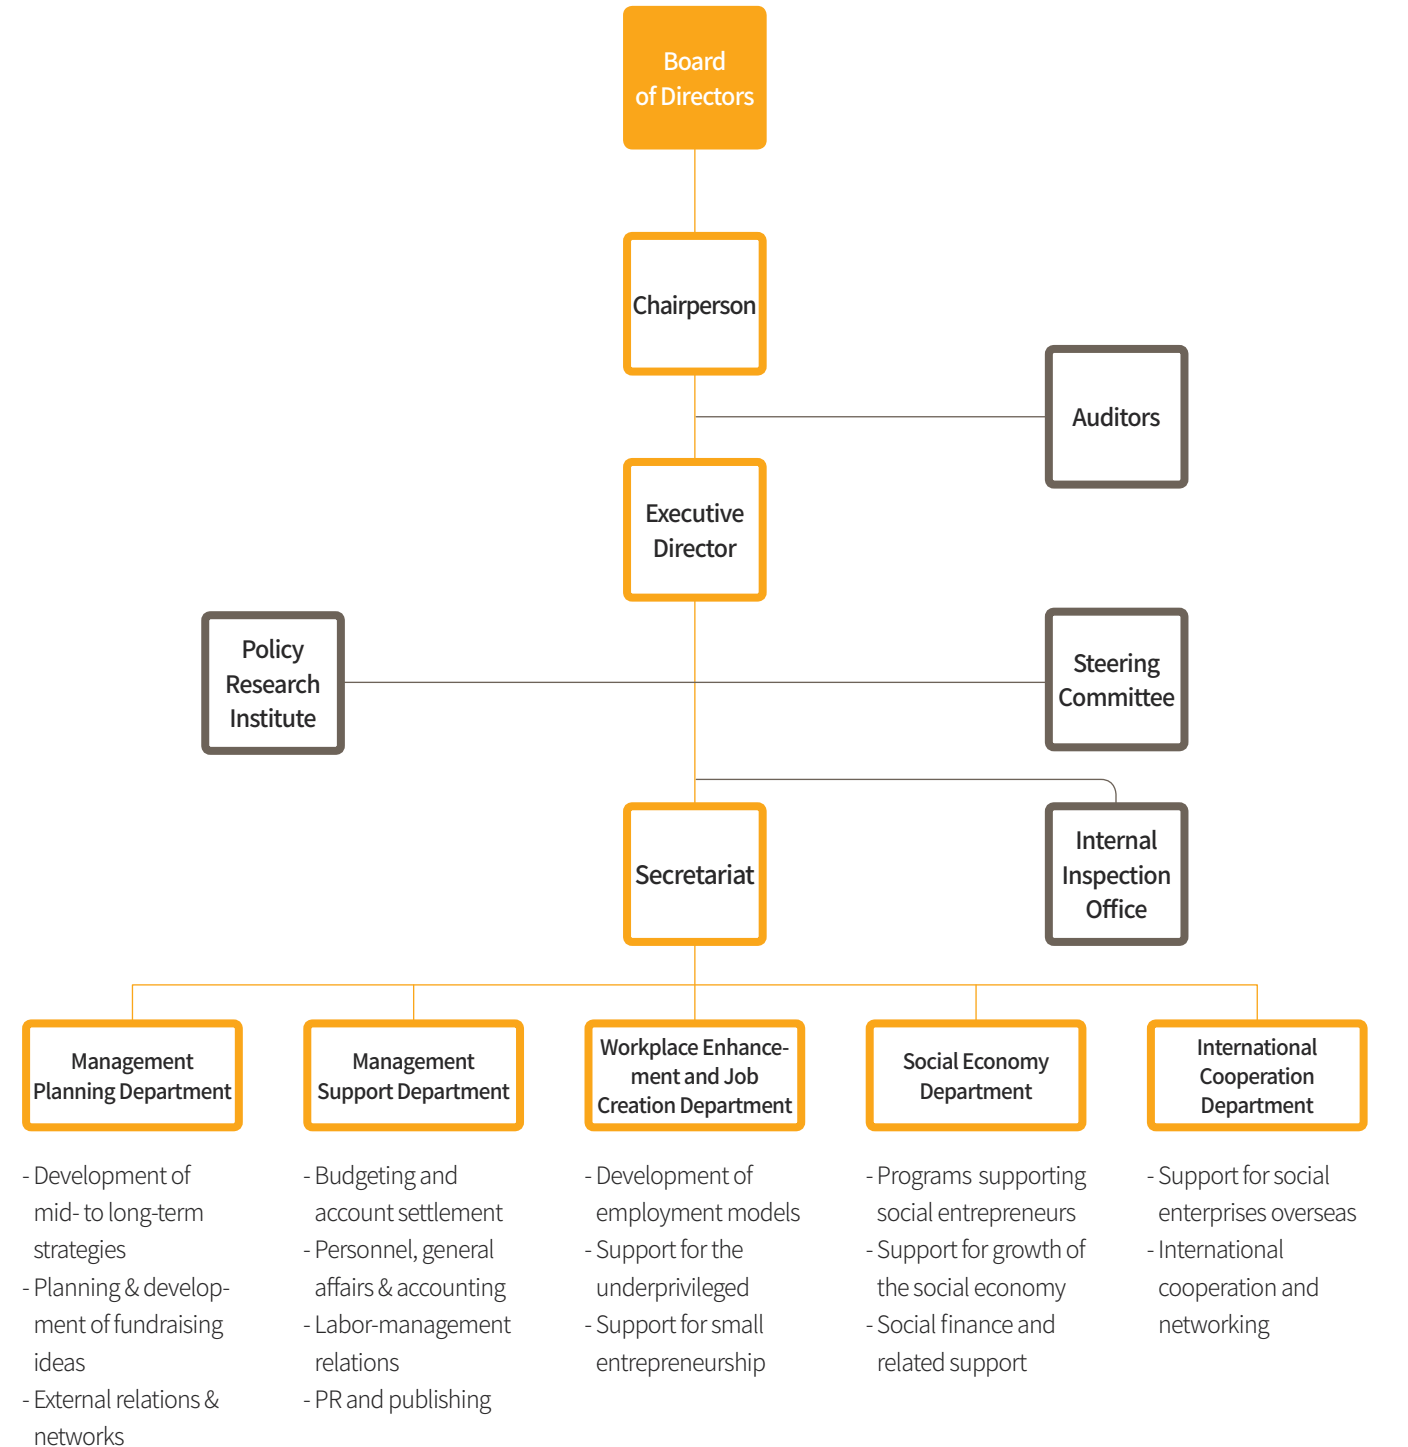 Board
of Directors
Chairperson
Auditors
Executive
Director
Policy
Research
Institute
Steering
Committee
Secretariat
Internal
Inspection
Office
Management
Planning Department
- Development of
mid- to long-term
strategies
- Planning & develop-
ment of fundraising
ideas
- External relations &
networks
Management
Support Department
- Budgeting and
account settlement
- Personnel, general
affairs & accounting
- Labor-management
relations
- PR and publishing
Workplace Enhance-
ment and Job
Creation Department
- Development of
employment models
- Support for the
underprivileged
- Support for small
entrepreneurship
Social Economy
Department
- Programs supporting
social entrepreneurs
- Support for growth of
the social economy
- Social finance and
related support
International
Cooperation
Department
- Support for social
enterprises overseas
- International
cooperation and
networking